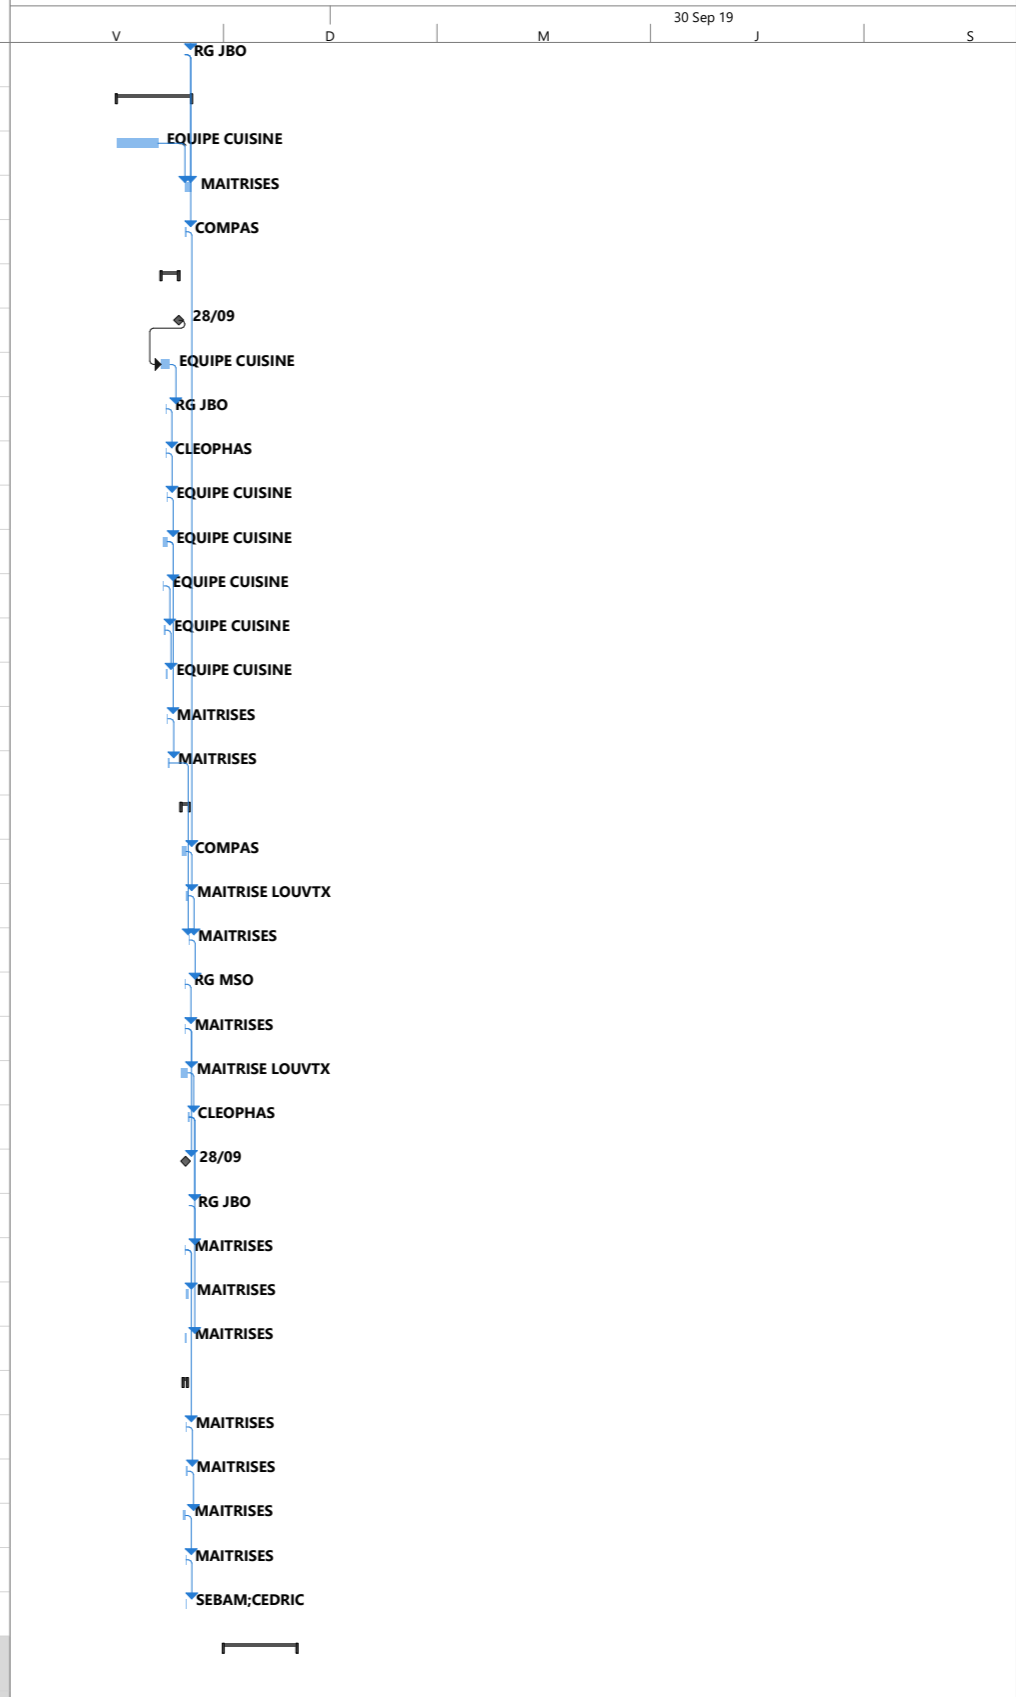 30 Sep 19
V D M J S
RG JBO
EQUIPE CUISINE
MAITRISES
COMPAS
28/09
EQUIPE CUISINE
RG JBO
CLEOPHAS
EQUIPE CUISINE
EQUIPE CUISINE
EQUIPE CUISINE
EQUIPE CUISINE
EQUIPE CUISINE
MAITRISES
MAITRISES
COMPAS
MAITRISE LOUVTX
MAITRISES
RG MSO
MAITRISES
MAITRISE LOUVTX
CLEOPHAS
28/09
RG JBO
MAITRISES
MAITRISES
MAITRISES
MAITRISES
MAITRISES
MAITRISES
MAITRISES
SEBAM;CEDRIC